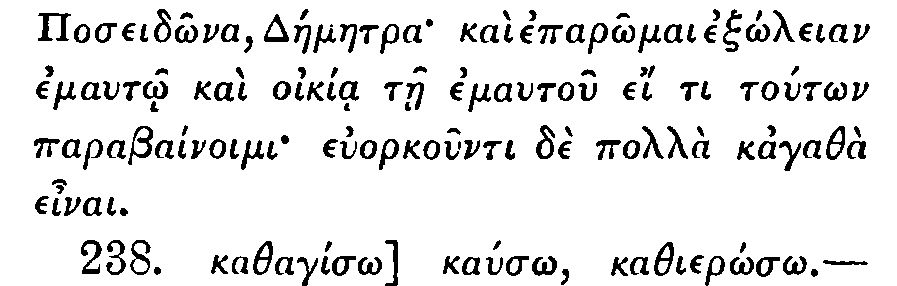 Ποσειδῶνα, Δήμητρα· καὶ ἐπαρῶμαι ἐξώλειαν
ἐμαυτῷ καὶ οἰκίᾳ τῇ ἐμαυτοῦ εἴ τι τούτων
παραβαίνοιμι· εὐορκοῦντι δὲ πολλὰ κἀγαθὰ
εἶναι.
238. καθαγίσω] καύσω, καθιερώσω.—